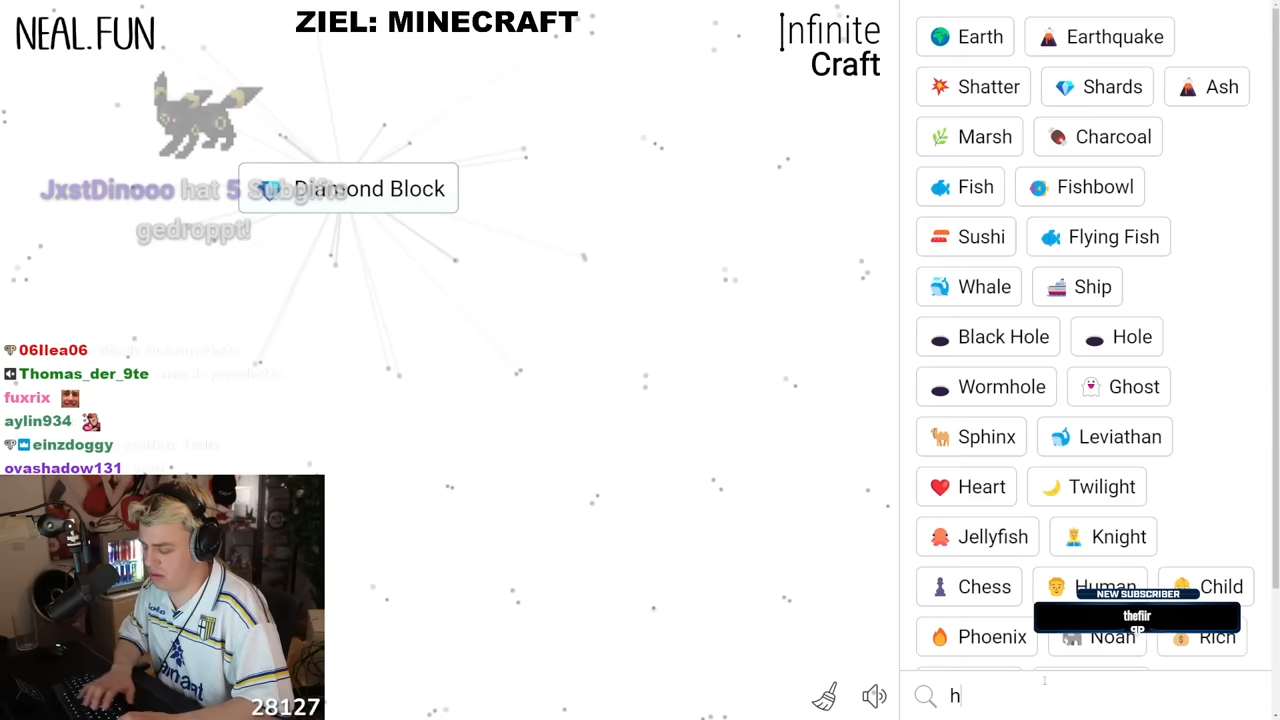 NEAL.FUN
ZIEL: MINECRAFT
Infinite
Craft
JxstDinooo hat 5 Subgifts
gedroppt!
Diamond Block
Thomas_der_9te
fuxrix
aylin934
einzdoggy
ovashadow131
28127
Earth
Earthquake
Shatter
Shards
Ash
Marsh
Charcoal
Fish
Fishbowl
Sushi
Flying Fish
Whale
Ship
Black Hole
Hole
Wormhole
Ghost
Sphinx
Leviathan
Heart
Twilight
Jellyfish
Knight
Chess
Human
Child
NEW SUBSCRIBER
thefiir
Phoenix
Noah
Rich
h